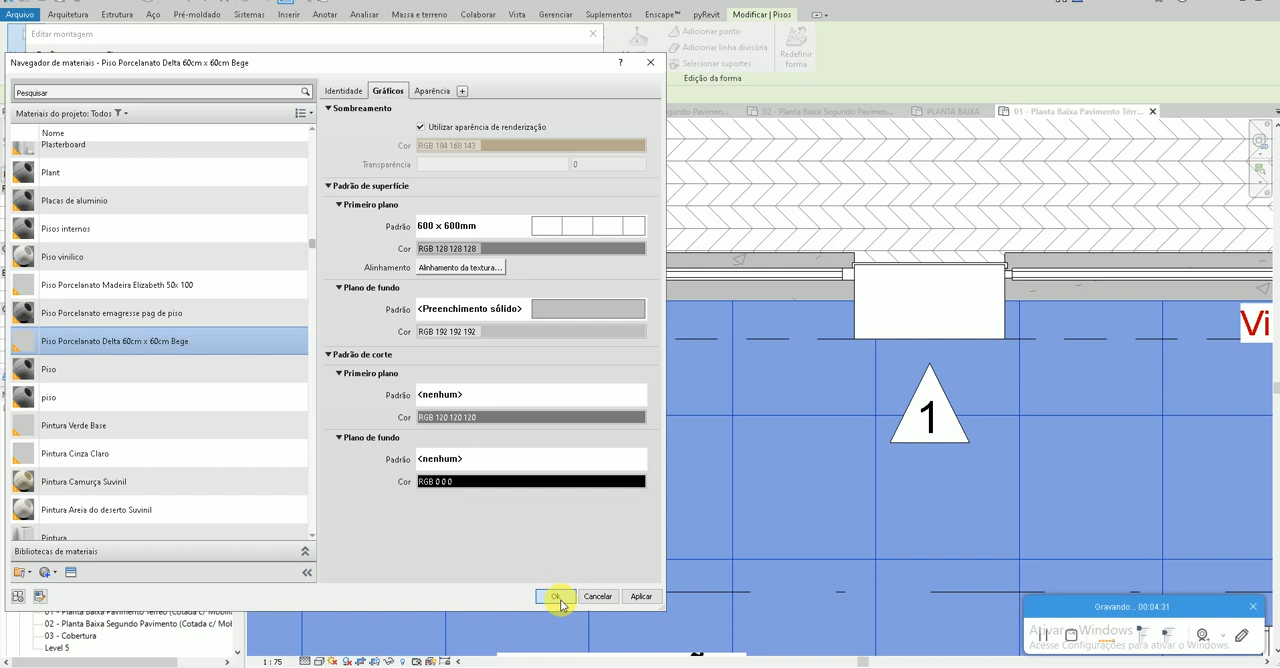 Arquivo Arquitetura Estrutura Aço Pré-moldado Sistemas Inserir Anotar Analisar Massa e terreno Colaborar Vista Gerenciar Suplementos Enscape™ pyRevit Modificar | Pisos
Editar montagem
Adicionar ponto
Adicionar linha divisória
Selecionar suportes
Redefinir
forma
Edição da forma
Navegador de materiais - Piso Porcelanato Delta 60cm x 60cm Bege
?
Pesquisar
Materiais do projeto: Todos
Nome
Plasterboard
Plant
Placas de aluminio
Pisos internos
Piso vinilico
Piso Porcelanato Madeira Elizabeth 50x 100
Piso Porcelanato emagresse pag de piso
Piso Porcelanato Delta 60cm x 60cm Bege
Piso
piso
Pintura Verde Base
Pintura Cinza Claro
Pintura Camurça Suvinil
Pintura Areia do deserto Suvinil
Pintura
Bibliotecas de materiais
Identidade Gráficos Aparência
Sombreamento
Utilizar aparência de renderização
Cor RGB 184 168 143
Transparência 0
Padrão de superfície
Primeiro plano
Padrão 600 x 600mm
Cor RGB 128 128 128
Alinhamento Alinhamento da textura...
Plano de fundo
Padrão <Preenchimento sólido>
Cor RGB 192 192 192
Padrão de corte
Primeiro plano
Padrão <nenhum>
Cor RGB 120 120 120
Plano de fundo
Padrão <nenhum>
Cor RGB 0 0 0
Ok Cancelar Aplicar
gundo Pavimen... 02 - Planta Baixa Segundo Pavimen... PLANTA BAIXA 01 - Planta Baixa Pavimento Térr...
Vi
1
01 - Planta Baixa Pavimento Térreo (Cotada c/ Mobili
02 - Planta Baixa Segundo Pavimento (Cotada c/ Mol
03 - Cobertura
Level 5
1 : 75
Gravando... 00:04:31
Ativar o Windows
Acesse Configurações para ativar o Windows.